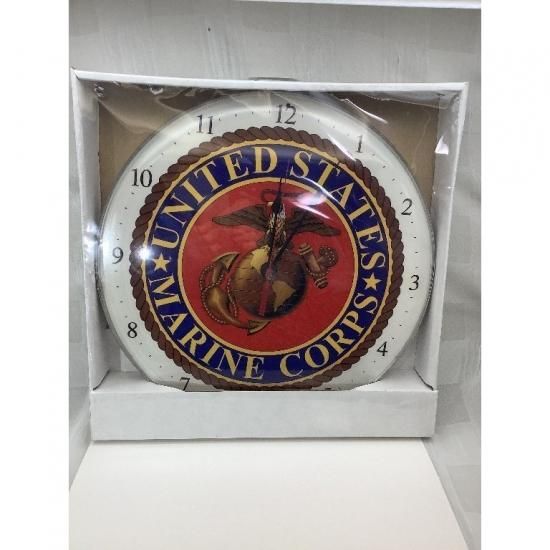 11 12 1
10 2
9 3
8 4
7
UNITED STATES
MARINE CORPS